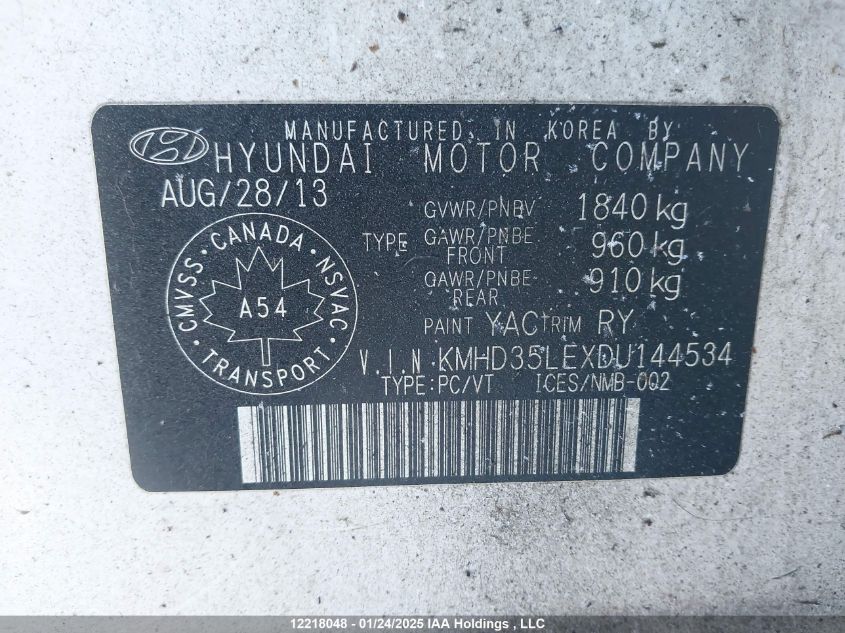 MANUFACTURED IN KOREA BY
HYUNDAI MOTOR COMPANY
AUG/28/13
GVWR/PNBV 1840 kg
TYPE GAWR/PNBE FRONT 960 kg
GAWR/PNBE REAR 910 kg
CMVSS · CANADA · NSVAC · TRANSPORT ·
A54
PAINT YAC TRIM RY
V.I.N KMHD35LEXDU144534
TYPE:PC/VT ICES/NMB-002
12218048 - 01/24/2025 IAA Holdings , LLC